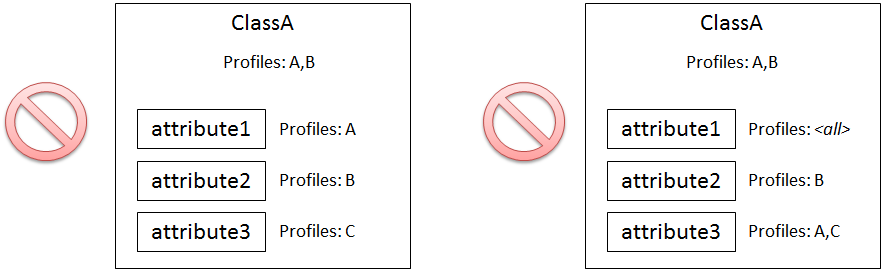 ClassA
Profiles: A,B
attribute1 Profiles: A
attribute2 Profiles: B
attribute3 Profiles: C
ClassA
Profiles: A,B
attribute1 Profiles: <all>
attribute2 Profiles: B
attribute3 Profiles: A,C